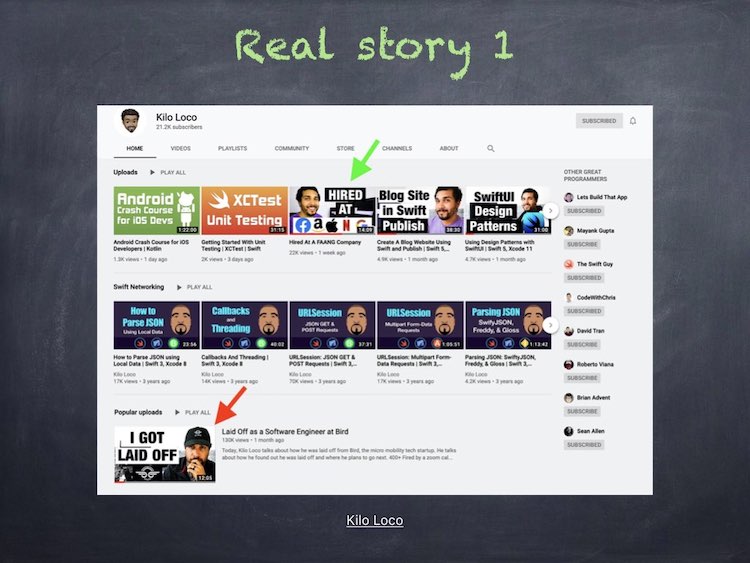 Real story 1
Kilo Loco
21.2K subscribers
SUBSCRIBED
HOME VIDEOS PLAYLISTS COMMUNITY STORE CHANNELS ABOUT
Uploads PLAY ALL
Android
Crash Course
for iOS Devs
1:22:00
XCTest
Unit Testing
31:15
HIRED
AT
14:09
Blog Site
in Swift
Publish
38:30
SwiftUI
Design
Patterns
31:00
Android Crash Course for iOS
Developers | Kotlin
1.3K views • 1 day ago
Getting Started With Unit
Testing | XCTest | Swift
2K views • 3 days ago
Hired At A FAANG Company
22K views • 1 week ago
Create A Blog Website Using
Swift and Publish | Swift 5,...
4.9K views • 1 month ago
Using Design Patterns with
SwiftUI | Swift 5, Xcode 11
4.7K views • 1 month ago
Swift Networking PLAY ALL
How to
Parse JSON
Using Local Data
23:56
Callbacks
and
Threading
40:02
URLSession
JSON GET &
POST Requests
37:31
URLSession
Multipart Form-
Data Requests
1:05:51
Parsing JSON
SwifyJSON,
Freddy, & Gloss
1:13:42
How to Parse JSON using
Local Data | Swift 3, Xcode 8
Kilo Loco
17K views • 3 years ago
Callbacks And Threading |
Swift 3, Xcode 8
Kilo Loco
14K views • 3 years ago
URLSession: JSON GET &
POST Requests | Swift 3,...
Kilo Loco
70K views • 3 years ago
URLSession: Multipart Form-
Data Requests | Swift 3,...
Kilo Loco
17K views • 3 years ago
Parsing JSON: SwiftyJSON,
Freddy, & Gloss | Swift 3,...
Kilo Loco
4.2K views • 3 years ago
Popular uploads PLAY ALL
I GOT
LAID OFF
12:05
Laid Off as a Software Engineer at Bird
130K views • 1 month ago
Today, Kilo Loco talks about how he was laid off from Bird, the micro mobility tech startup. He talks
about how he found out he was laid off and where he plans to go next. 400+ Fired by a zoom cal...
OTHER GREAT
PROGRAMMERS
Lets Build That App
SUBSCRIBED
Mayank Gupta
SUBSCRIBE
The Swift Guy
SUBSCRIBED
CodeWithChris
SUBSCRIBED
David Tran
SUBSCRIBE
Roberto Viana
SUBSCRIBE
Brian Advent
SUBSCRIBE
Sean Allen
SUBSCRIBED
Kilo Loco